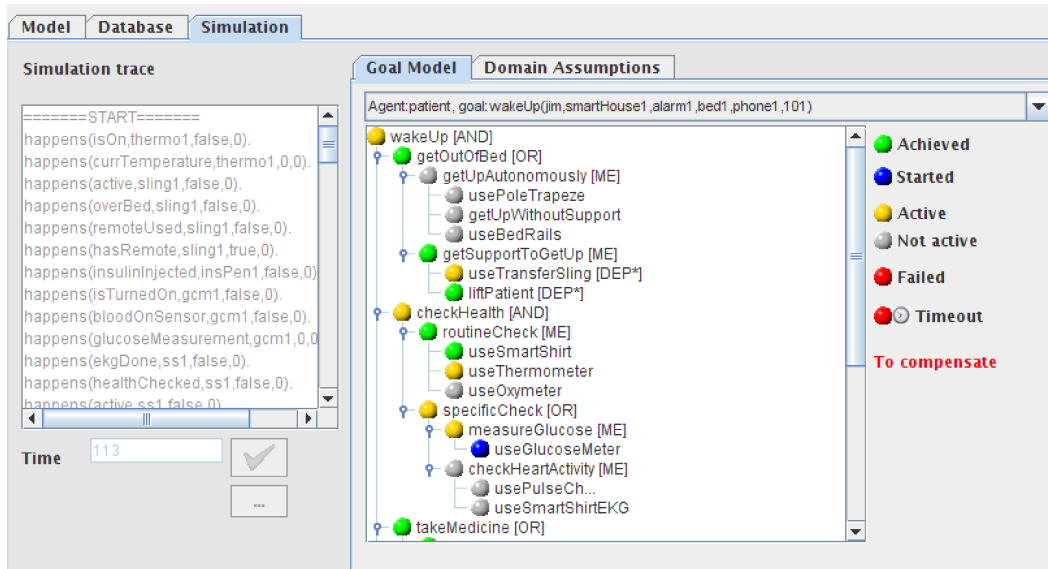 Model Database Simulation
Simulation trace
=======START=======
happens(isOn,thermo1,false,0).
happens(currTemperature,thermo1,0,0).
happens(active,sling1,false,0).
happens(overBed,sling1,false,0).
happens(remoteUsed,sling1,false,0).
happens(hasRemote,sling1,true,0).
happens(insulinInjected,insPen1,false,0)
happens(isTurnedOn,gcm1,false,0).
happens(bloodOnSensor,gcm1,false,0).
happens(glucoseMeasurement,gcm1,0,0
happens(ekgDone,ss1,false,0).
happens(healthChecked,ss1,false,0).
happens(active,ss1,false,0)
Time 113
...
Goal Model Domain Assumptions
Agent:patient, goal:wakeUp(jim,smartHouse1,alarm1,bed1,phone1,101)
wakeUp [AND]
getOutOfBed [OR]
getUpAutonomously [ME]
usePoleTrapeze
getUpWithoutSupport
useBedRails
getSupportToGetUp [ME]
useTransferSling [DEP*]
liftPatient [DEP*]
checkHealth [AND]
routineCheck [ME]
useSmartShirt
useThermometer
useOxymeter
specificCheck [OR]
measureGlucose [ME]
useGlucoseMeter
checkHeartActivity [ME]
usePulseCh...
useSmartShirtEKG
takeMedicine [OR]
Achieved
Started
Active
Not active
Failed
Timeout
To compensate